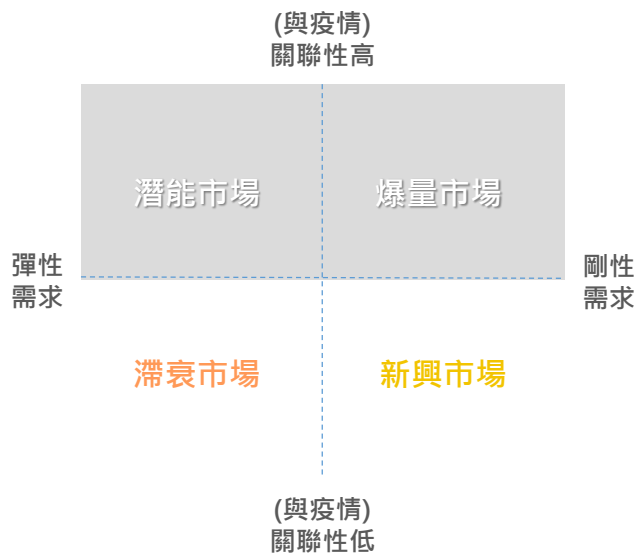 (與疫情)
關聯性高
潛能市場
爆量市場
彈性
需求
剛性
需求
滯衰市場
新興市場
(與疫情)
關聯性低